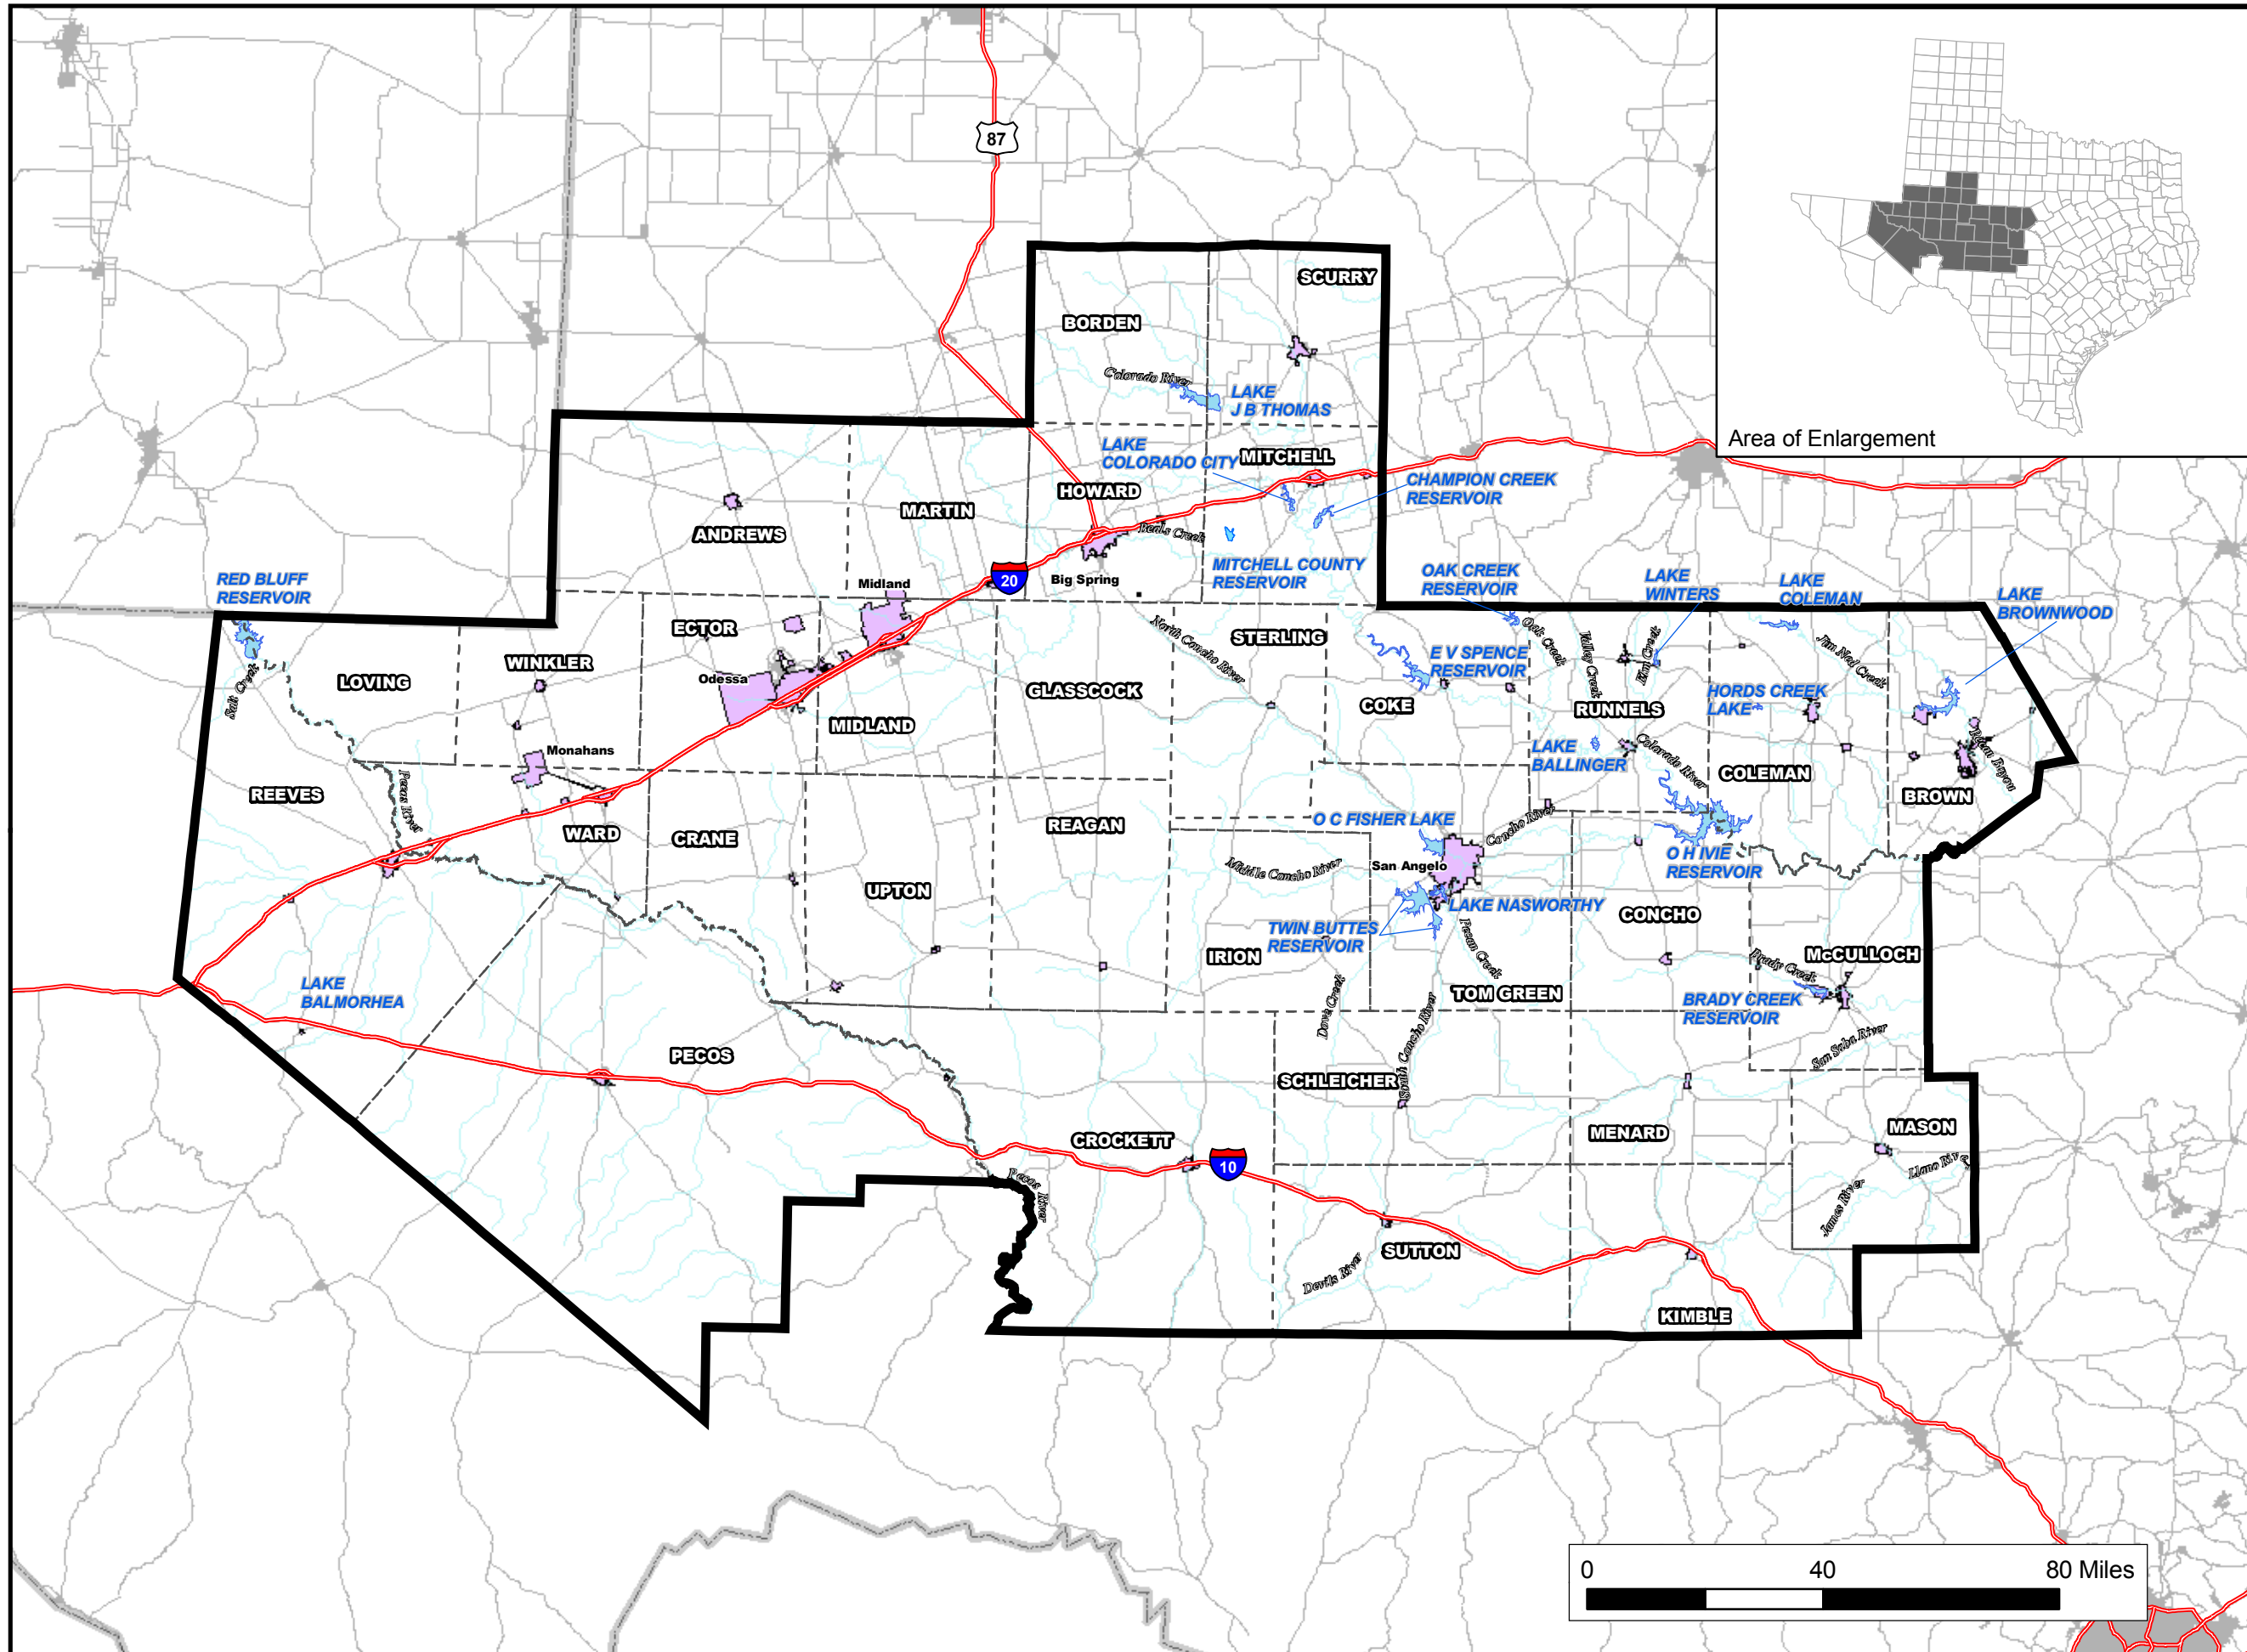 87
SCURRY
BORDEN
Colorado River
LAKE
J B THOMAS
Area of Enlargement
LAKE
COLORADO CITY
MITCHELL
CHAMPION CREEK
RESERVOIR
HOWARD
MARTIN
ANDREWS
Beals Creek
MITCHELL COUNTY
RESERVOIR
20
Big Spring
Midland
RED BLUFF
RESERVOIR
OAK CREEK
RESERVOIR
LAKE
WINTERS
LAKE
COLEMAN
LAKE
BROWNWOOD
ECTOR
STERLING
North Concho River
Oak Creek
Valley Creek
Elm Creek
Jim Ned Creek
WINKLER
LOVING
Salt Creek
Odessa
E V SPENCE
RESERVOIR
GLASSCOCK
COKE
RUNNELS
HORDS CREEK
LAKE
MIDLAND
Monahans
LAKE
BALLINGER
Colorado River
COLEMAN
Pecan Bayou
BROWN
REEVES
Pecos River
WARD
CRANE
REAGAN
O C FISHER LAKE
Concho River
Middle Concho River
San Angelo
O H IVIE
RESERVOIR
UPTON
LAKE NASWORTHY
CONCHO
TWIN BUTTES
RESERVOIR
Pecan Creek
IRION
McCULLOCH
Brady Creek
LAKE
BALMORHEA
TOM GREEN
BRADY CREEK
RESERVOIR
Dove Creek
South Concho River
San Saba River
PECOS
SCHLEICHER
CROCKETT
MENARD
MASON
10
Llano River
Pecos River
James River
SUTTON
Devils River
KIMBLE
0 40 80 Miles